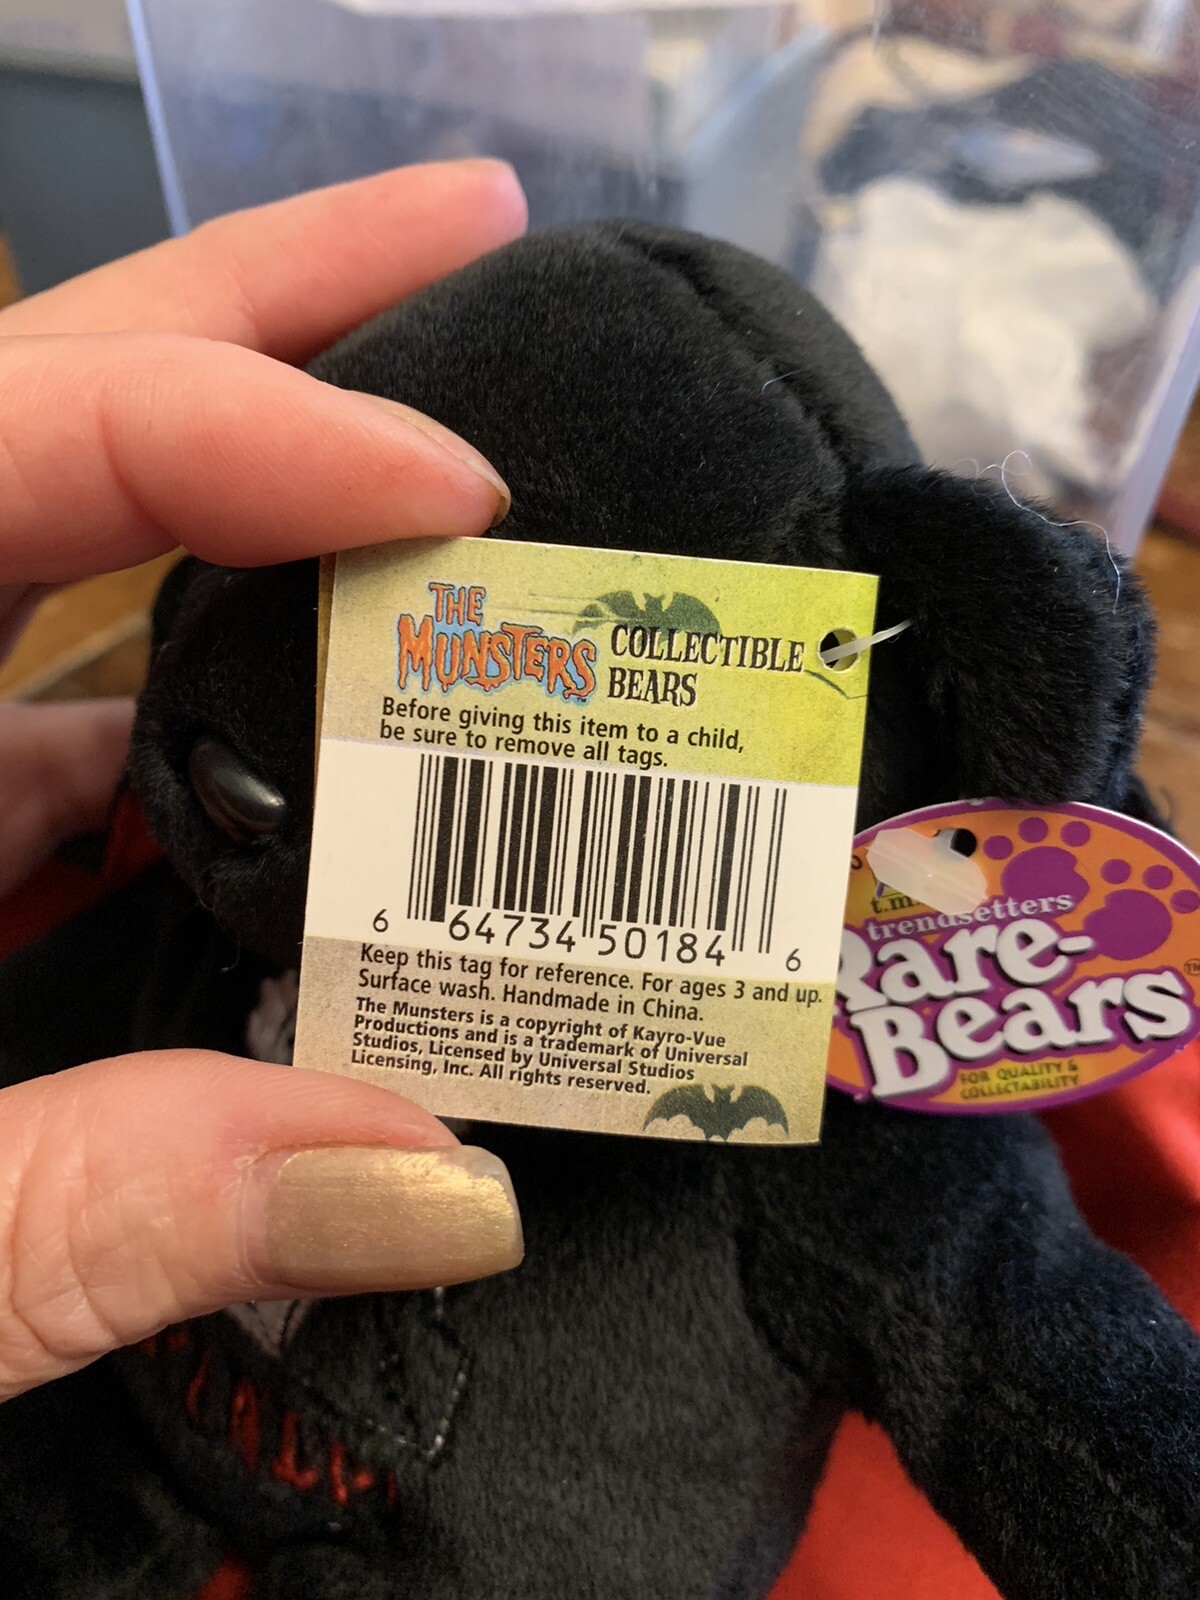 THE
MUNSTERS
COLLECTIBLE
BEARS
Before giving this item to a child,
be sure to remove all tags.
6 64734 50184 6
Keep this tag for reference. For ages 3 and up.
Surface wash. Handmade in China.
The Munsters is a copyright of Kayro-Vue
Productions and is a trademark of Universal
Studios, Licensed by Universal Studios
Licensing, Inc. All rights reserved.
trendsetters
Rare-
Bears™
FOR QUALITY &
COLLECTABILITY